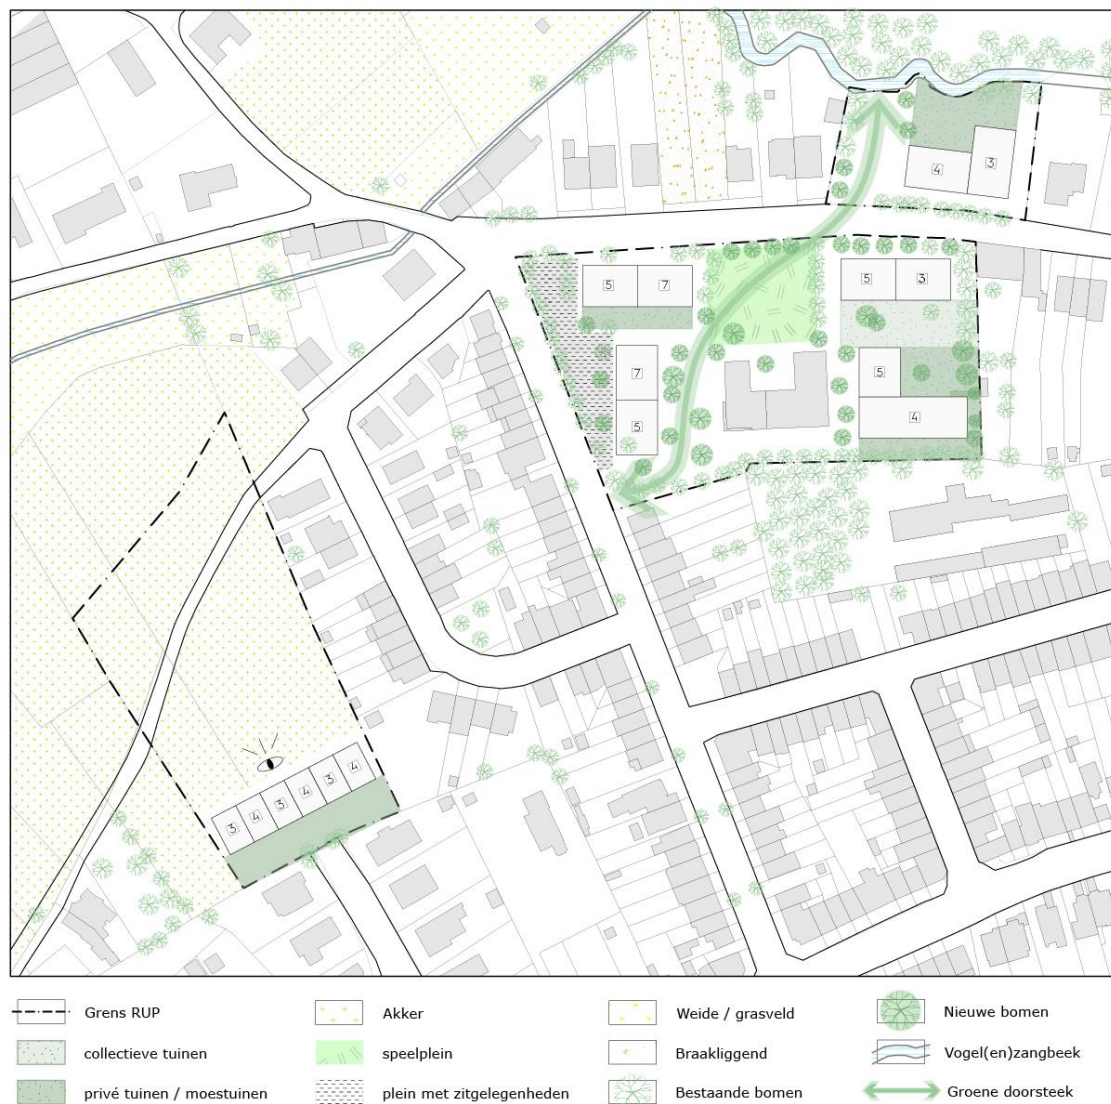 4
3
5
7
5
3
7
5
5
4
3
4
3
4
3
4
Grens RUP
Akker
Weide / grasveld
Nieuwe bomen
collectieve tuinen
speelplein
Braakliggend
Vogel(en)zangbeek
privé tuinen / moestuinen
plein met zitgelegenheden
Bestaande bomen
Groene doorsteek